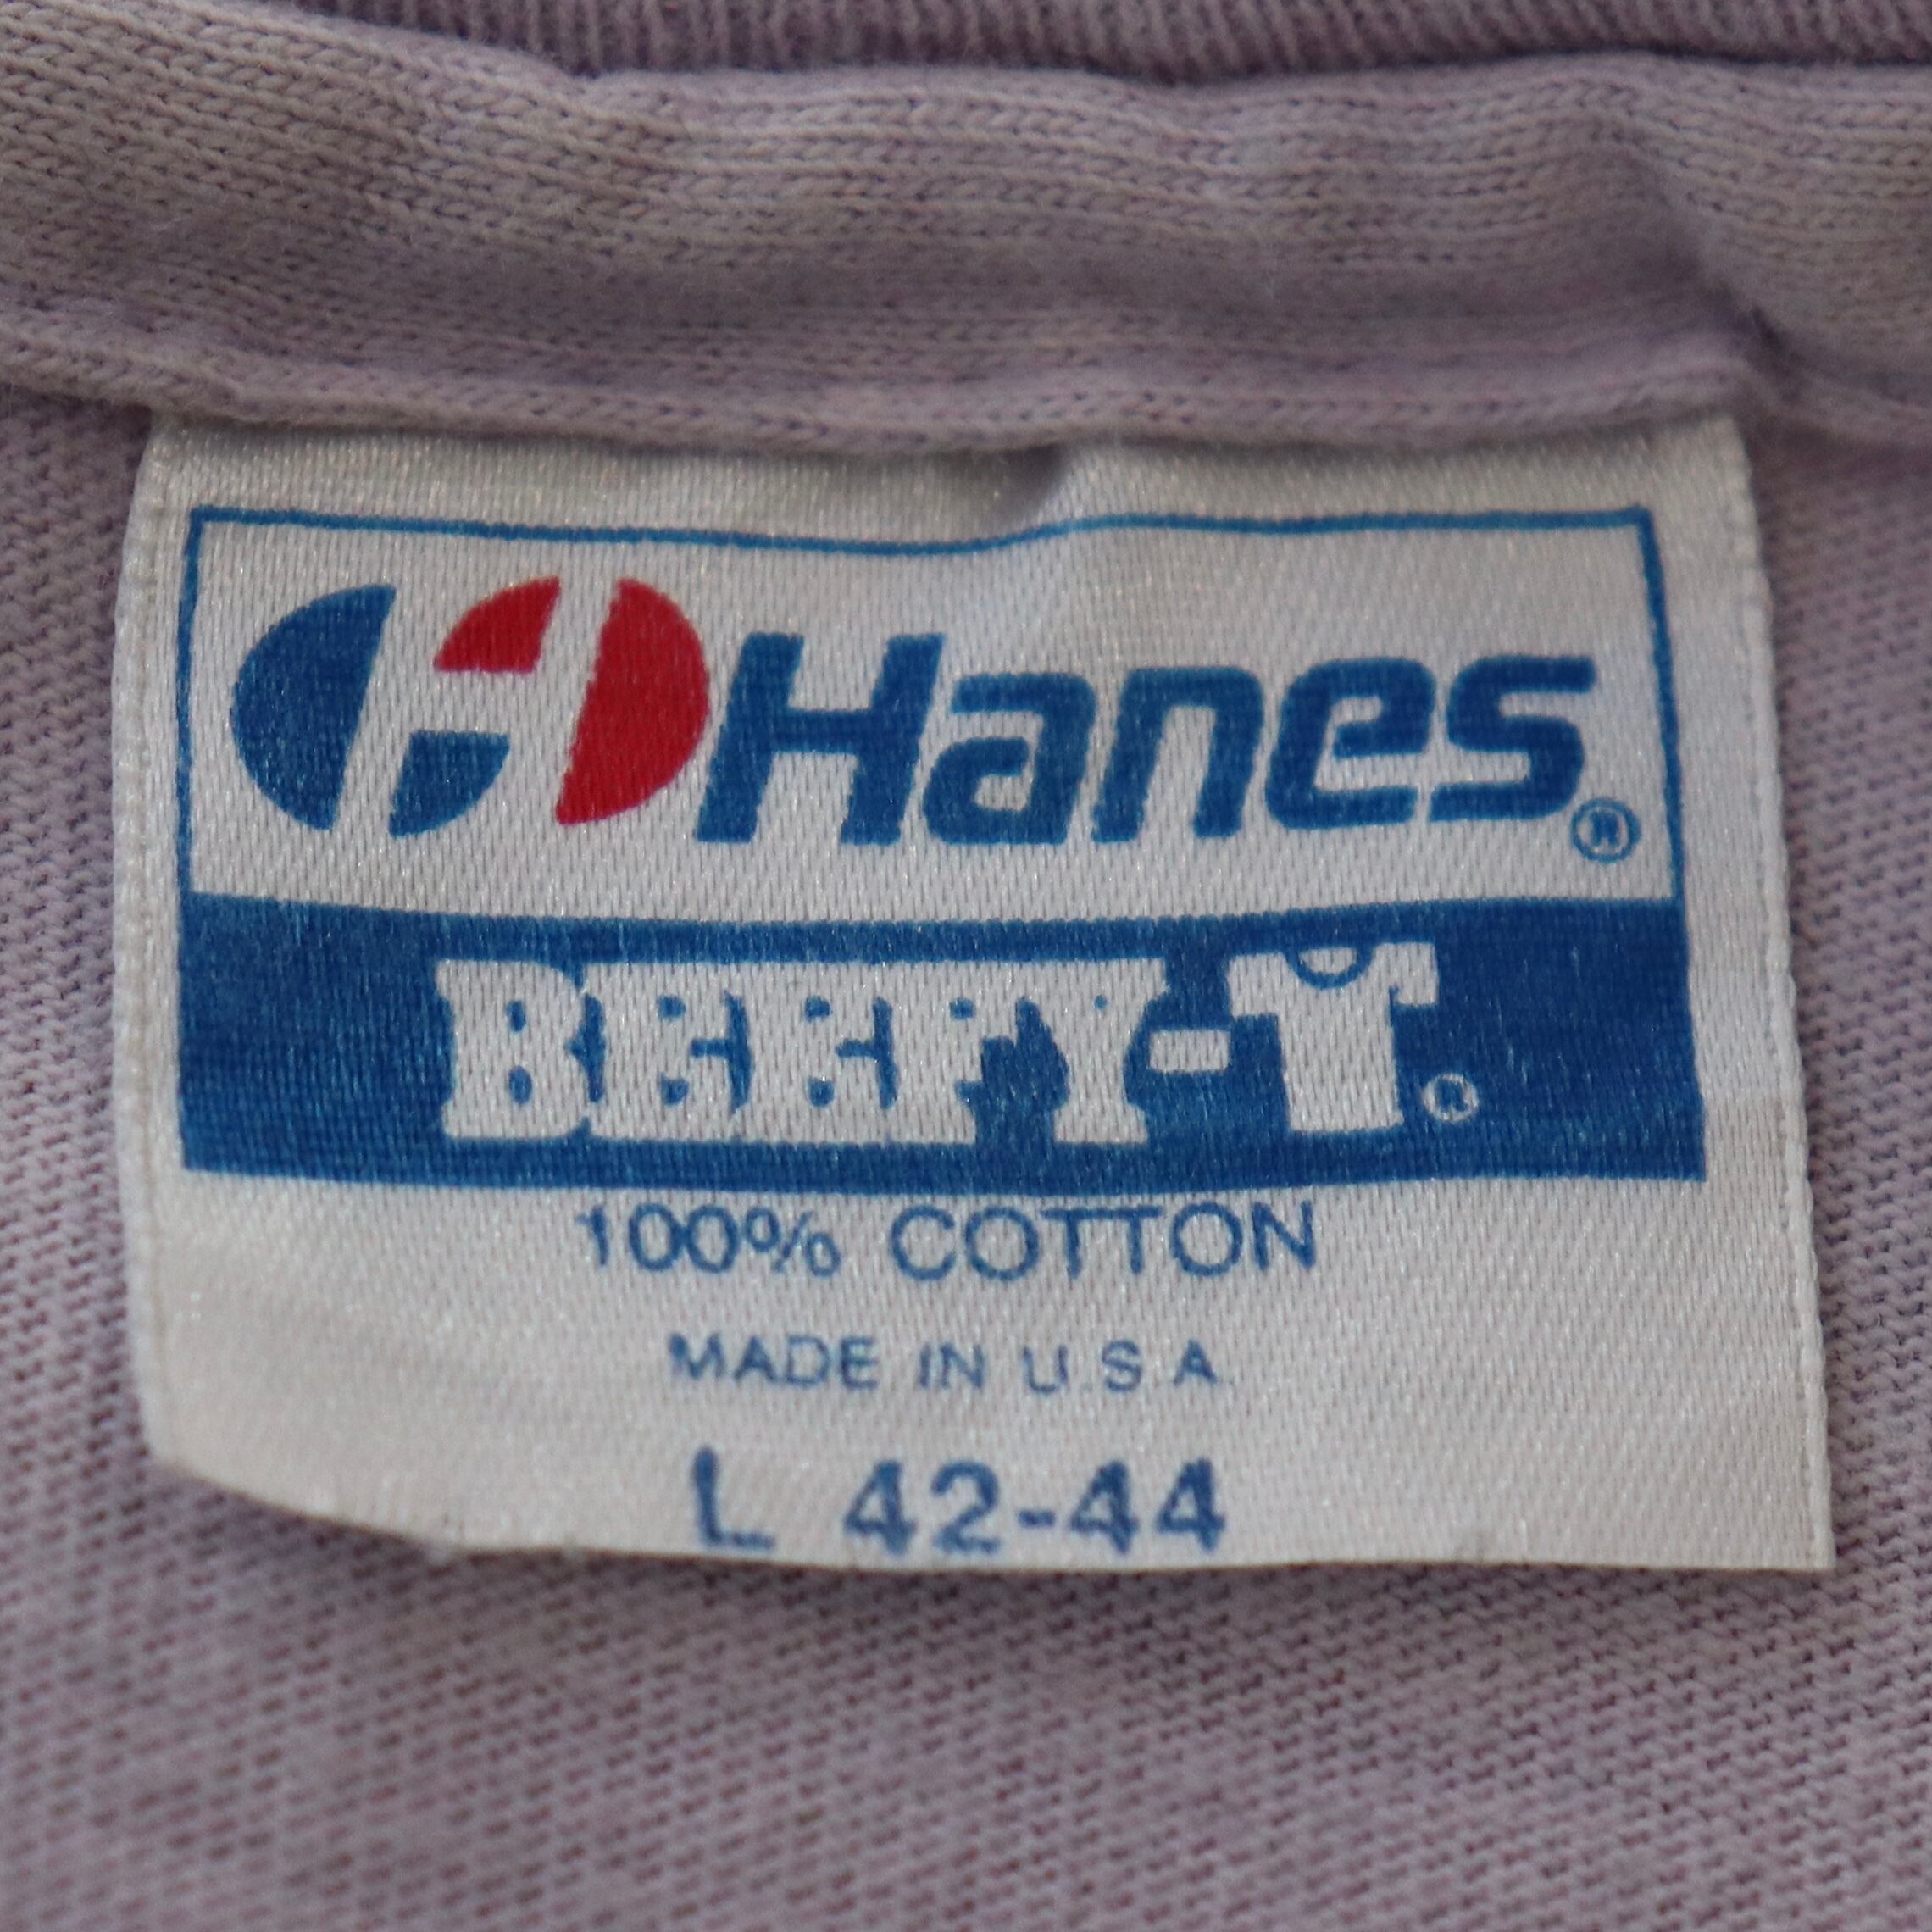 Hanes®
BEEFY-T®
100% COTTON
MADE IN U.S.A.
L 42-44